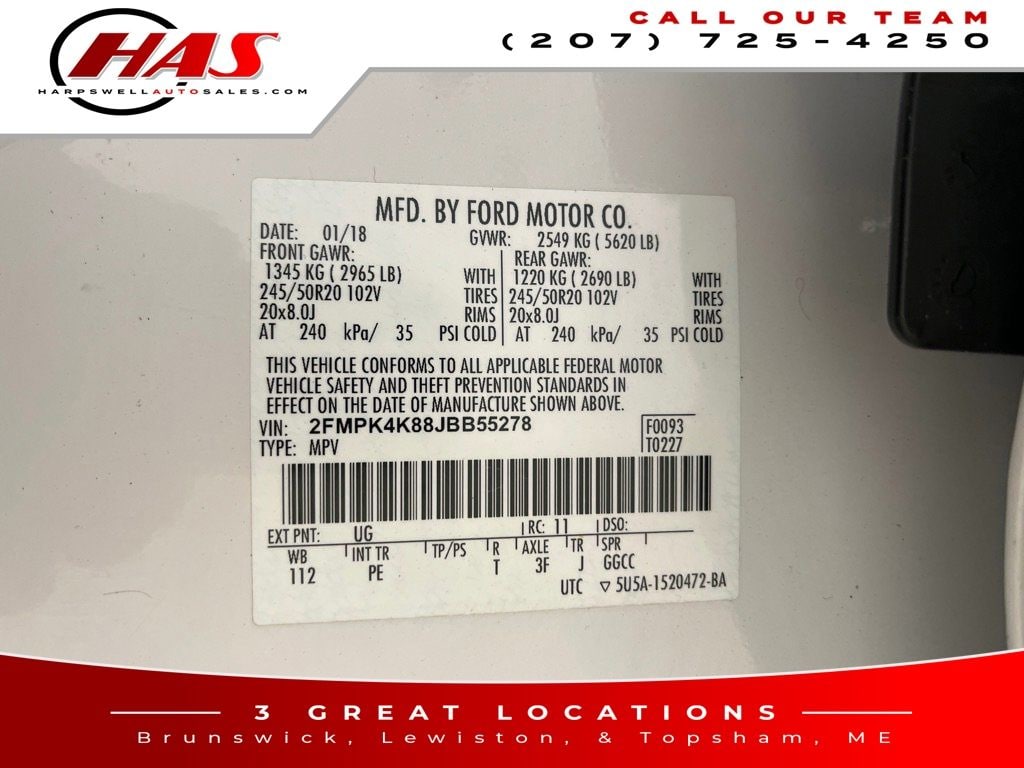 HAS
HARPSWELLAUTOSALES.COM
CALL OUR TEAM
(207) 725-4250
MFD. BY FORD MOTOR CO.
DATE: 01/18 GVWR: 2549 KG ( 5620 LB)
FRONT GAWR: REAR GAWR:
1345 KG ( 2965 LB) WITH 1220 KG ( 2690 LB) WITH
245/50R20 102V TIRES 245/50R20 102V TIRES
20x8.0J RIMS 20x8.0J RIMS
AT 240 kPa/ 35 PSI COLD AT 240 kPa/ 35 PSI COLD
THIS VEHICLE CONFORMS TO ALL APPLICABLE FEDERAL MOTOR
VEHICLE SAFETY AND THEFT PREVENTION STANDARDS IN
EFFECT ON THE DATE OF MANUFACTURE SHOWN ABOVE.
VIN: 2FMPK4K88JBB55278 F0093
TYPE: MPV T0227
EXT PNT: UG RC: 11 DSO:
WB INT TR TP/PS R AXLE TR SPR
112 PE T 3F J GGCC
UTC ▽ 5U5A-1520472-BA
3 GREAT LOCATIONS
Brunswick, Lewiston, & Topsham, ME